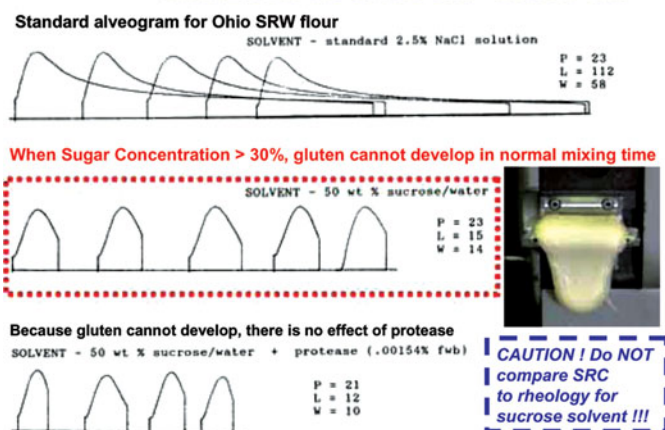 Standard alveogram for Ohio SRW flour
SOLVENT - standard 2.5% NaCl solution
P = 23
L = 112
W = 58
When Sugar Concentration > 30%, gluten cannot develop in normal mixing time
SOLVENT - 50 wt % sucrose/water
P = 23
L = 15
W = 14
Because gluten cannot develop, there is no effect of protease
SOLVENT - 50 wt % sucrose/water + protease (.00154% fwb)
P = 21
L = 12
W = 10
CAUTION ! Do NOT
compare SRC
to rheology for
sucrose solvent !!!